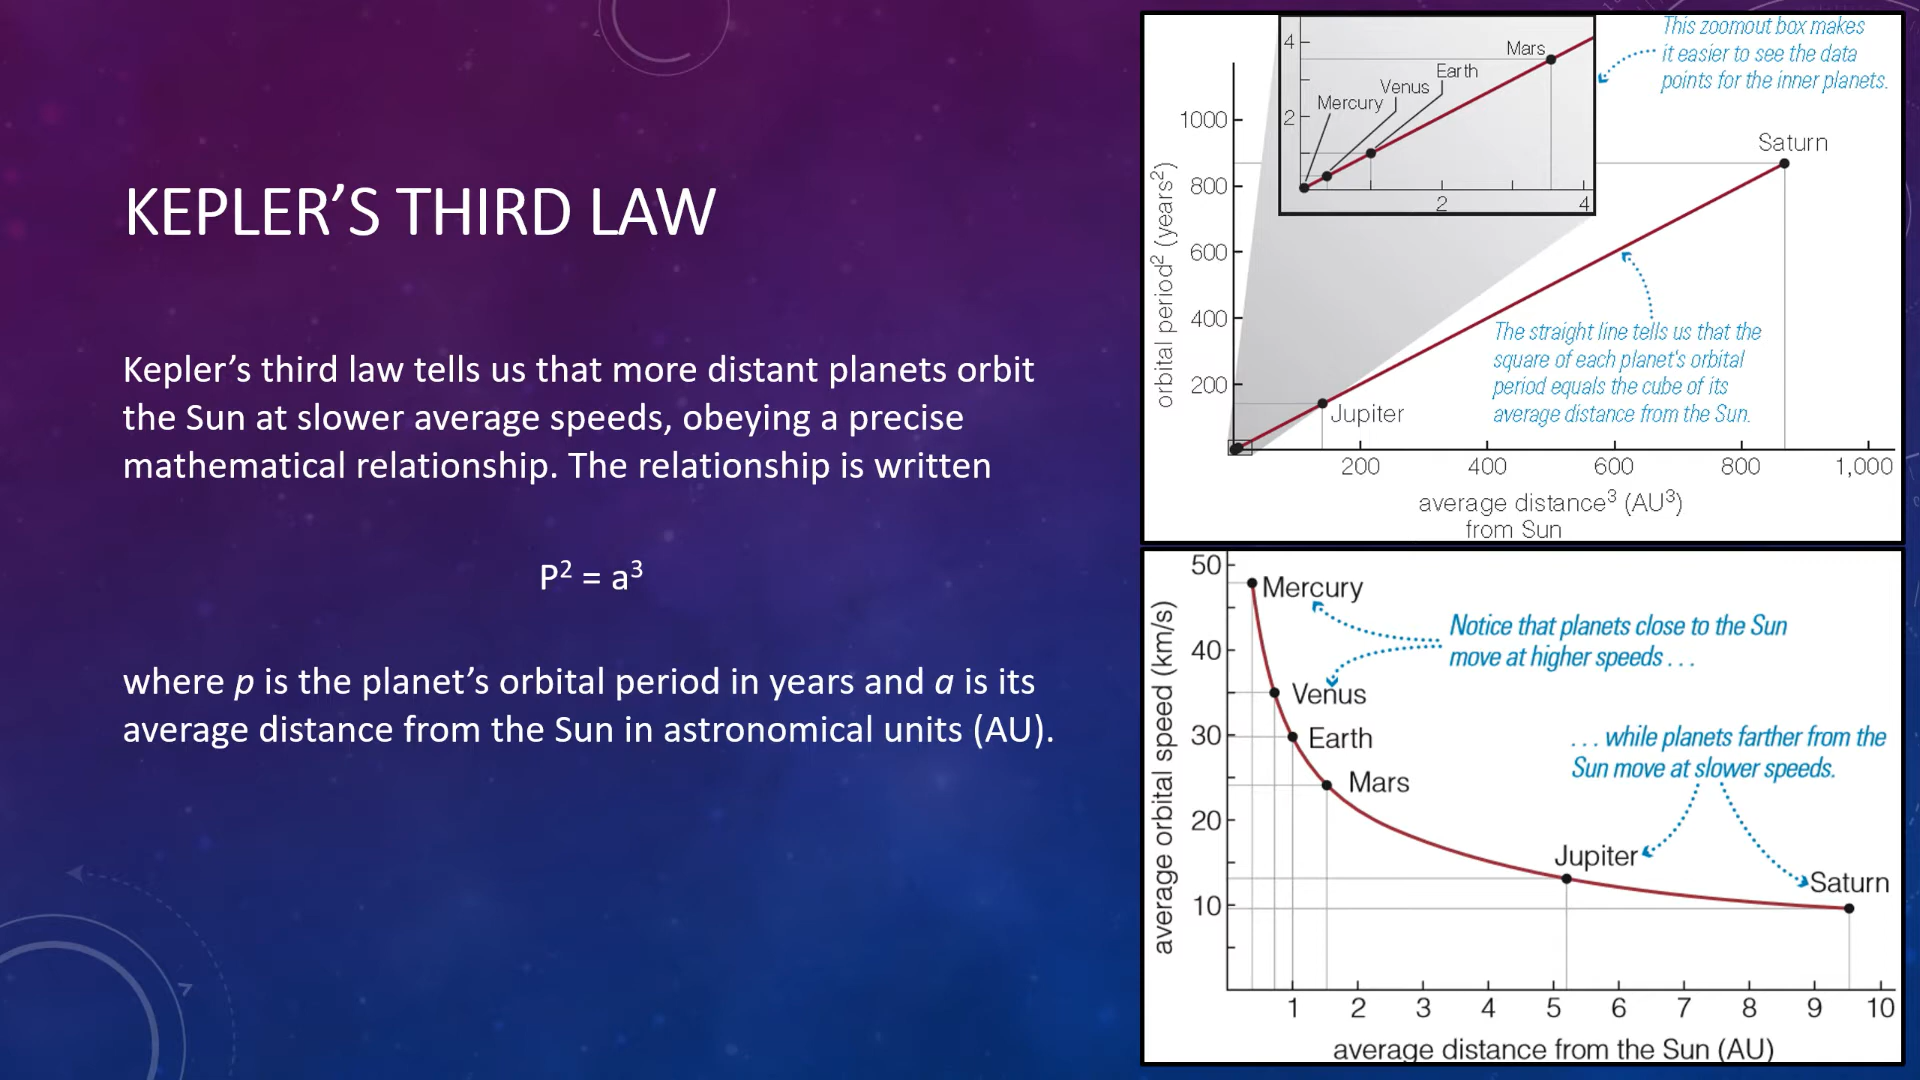 KEPLER’S THIRD LAW
Kepler’s third law tells us that more distant planets orbit
the Sun at slower average speeds, obeying a precise
mathematical relationship. The relationship is written
P² = a³
where p is the planet’s orbital period in years and a is its
average distance from the Sun in astronomical units (AU).
This zoomout box makes
it easier to see the data
points for the inner planets.
4
Mars
Earth
Venus
Mercury
2
2
4
1000
800
600
400
200
orbital period² (years²)
Saturn
The straight line tells us that the
square of each planet's orbital
period equals the cube of its
average distance from the Sun.
Jupiter
200
400
600
800
1,000
average distance³ (AU³)
from Sun
50
40
30
20
10
average orbital speed (km/s)
Mercury
Notice that planets close to the Sun
move at higher speeds . . .
Venus
Earth
. . . while planets farther from the
Sun move at slower speeds.
Mars
Jupiter
Saturn
1 2 3 4 5 6 7 8 9 10
average distance from the Sun (AU)